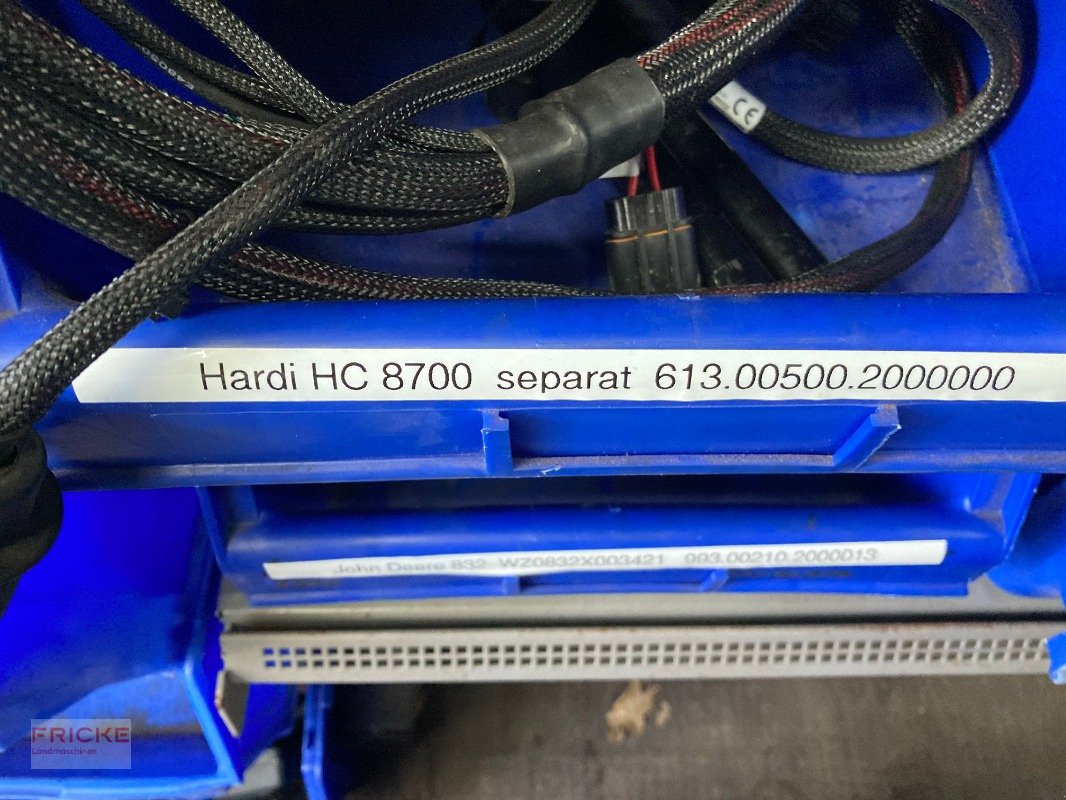 CE
Hardi HC 8700 separat 613.00500.2000000
John Deere 832 WZ0832X003421 993.00210.2000013
FRICKE
Landmaschinen